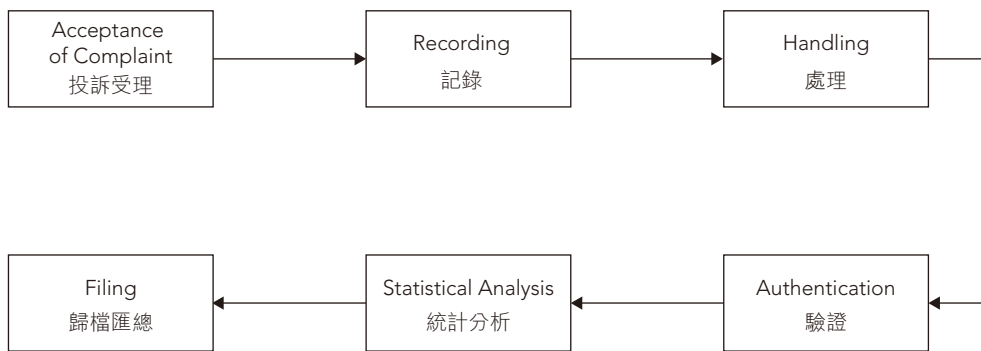 Acceptance
of Complaint
投訴受理
Recording
記錄
Handling
處理
Authentication
驗證
Statistical Analysis
統計分析
Filing
歸檔匯總